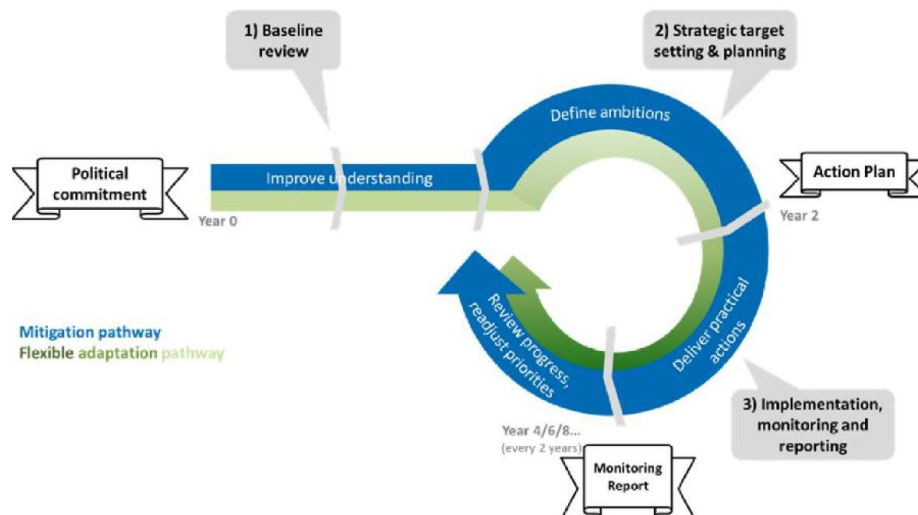 1) Baseline
review
2) Strategic target
setting & planning
Define ambitions
Political
commitment
Improve understanding
Action Plan
Year 0
Year 2
Review progress,
readjust priorities
Deliver practical
actions
Mitigation pathway
Flexible adaptation pathway
3) Implementation,
monitoring and
reporting
Year 4/6/8...
(every 2 years)
Monitoring
Report